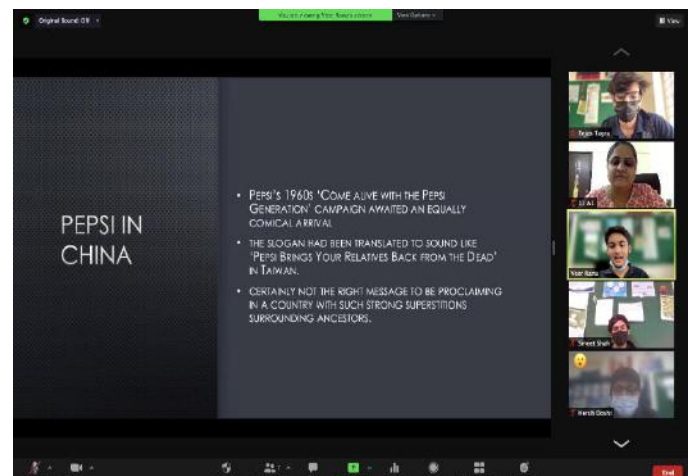 Original Sound: Off
View
PEPSI IN
CHINA
• PEPSI'S 1960S 'COME ALIVE WITH THE PEPSI
GENERATION' CAMPAIGN AWAITED AN EQUALLY
COMICAL ARRIVAL
• THE SLOGAN HAD BEEN TRANSLATED TO SOUND LIKE
'PEPSI BRINGS YOUR RELATIVES BACK FROM THE DEAD'
IN TAIWAN.
• CERTAINLY NOT THE RIGHT MESSAGE TO BE PROCLAIMING
IN A COUNTRY WITH SUCH STRONG SUPERSTITIONS
SURROUNDING ANCESTORS.
Veer
Smeet Shah
Harsh Doshi
End